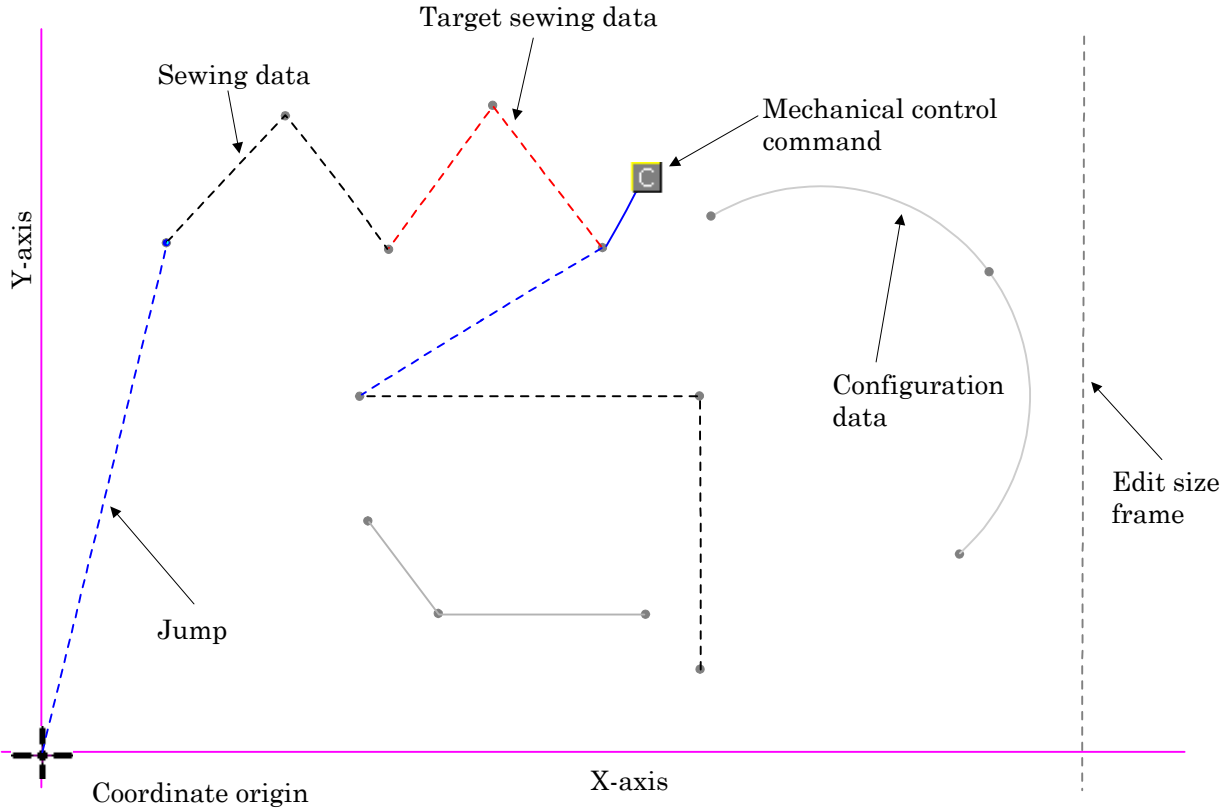 Target sewing data
Sewing data
Mechanical control
command
C
Y-axis
Configuration
data
Edit size
frame
Jump
X-axis
Coordinate origin